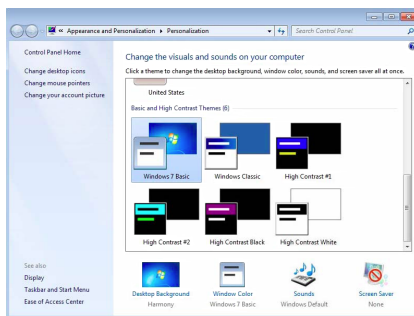 « Appearance and Personalization ▸ Personalization
Search Control Panel
Control Panel Home
Change desktop icons
Change mouse pointers
Change your account picture
Change the visuals and sounds on your computer
Click a theme to change the desktop background, window color, sounds, and screen saver all at once.
United States
Basic and High Contrast Themes (6)
Windows 7 Basic
Windows Classic
High Contrast #1
High Contrast #2
High Contrast Black
High Contrast White
See also
Display
Taskbar and Start Menu
Ease of Access Center
Desktop Background
Harmony
Window Color
Windows 7 Basic
Sounds
Windows Default
Screen Saver
None